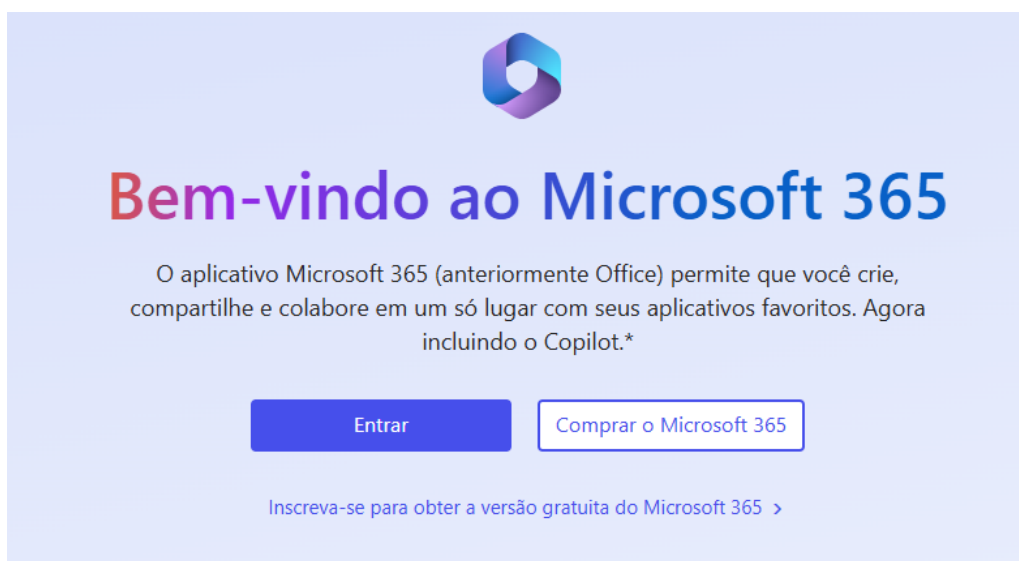 Bem-vindo ao Microsoft 365
O aplicativo Microsoft 365 (anteriormente Office) permite que você crie,
compartilhe e colabore em um só lugar com seus aplicativos favoritos. Agora
incluindo o Copilot.*
Entrar
Comprar o Microsoft 365
Inscreva-se para obter a versão gratuita do Microsoft 365 >